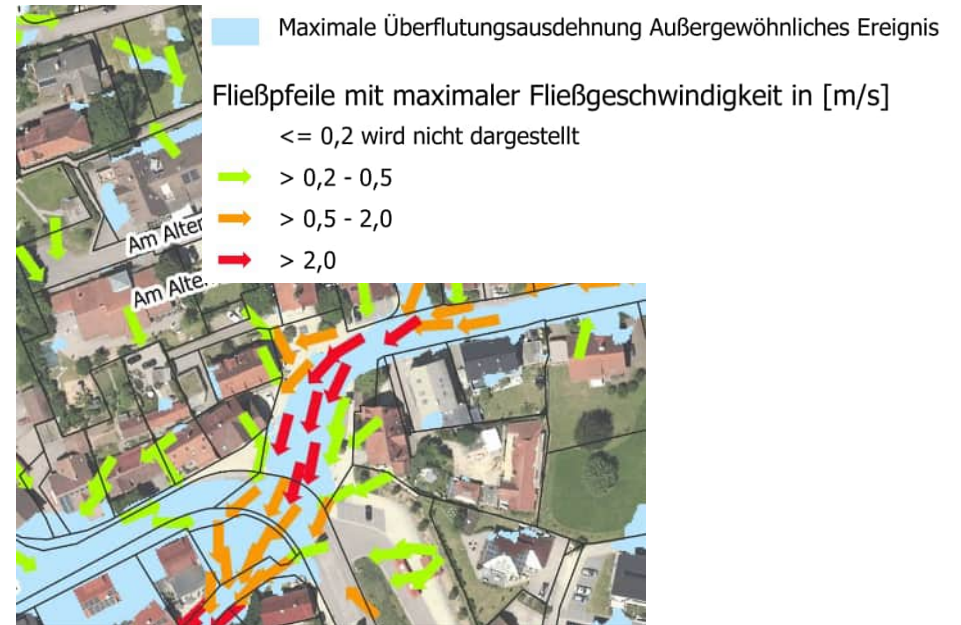 Maximale Überflutungsausdehnung Außergewöhnliches Ereignis
Fließpfeile mit maximaler Fließgeschwindigkeit in [m/s]
<= 0,2 wird nicht dargestellt
> 0,2 - 0,5
> 0,5 - 2,0
> 2,0
Am Alter
Am Alte